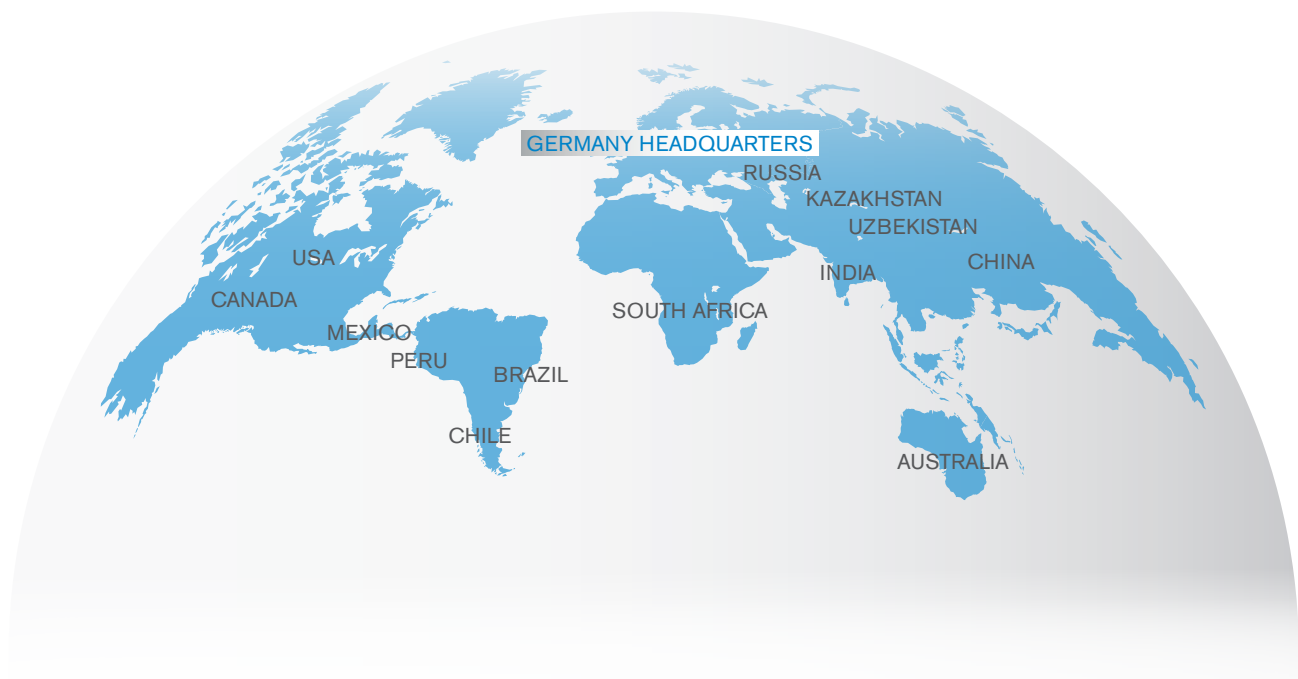 GERMANY HEADQUARTERS
RUSSIA
KAZAKHSTAN
UZBEKISTAN
USA
CHINA
INDIA
CANADA
SOUTH AFRICA
MEXICO
PERU
BRAZIL
CHILE
AUSTRALIA